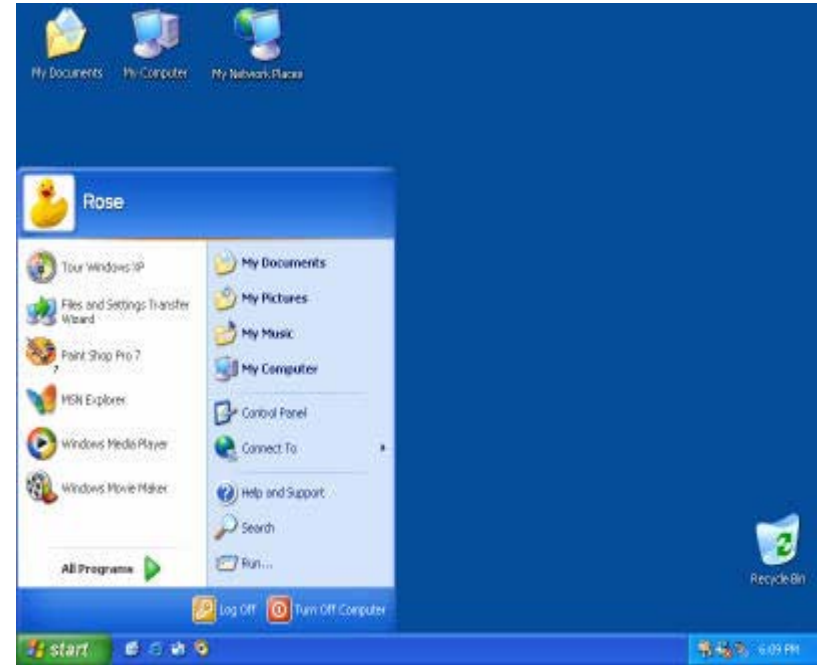 My Documents
My Computer
My Network Places
Rose
Tour Windows XP
Files and Settings Transfer
Wizard
Paint Shop Pro 7
MSN Explorer
Windows Media Player
Windows Movie Maker
All Programs
My Documents
My Pictures
My Music
My Computer
Control Panel
Connect To
Help and Support
Search
Run...
Log Off
Turn Off Computer
Recycle Bin
start
6:09 PM